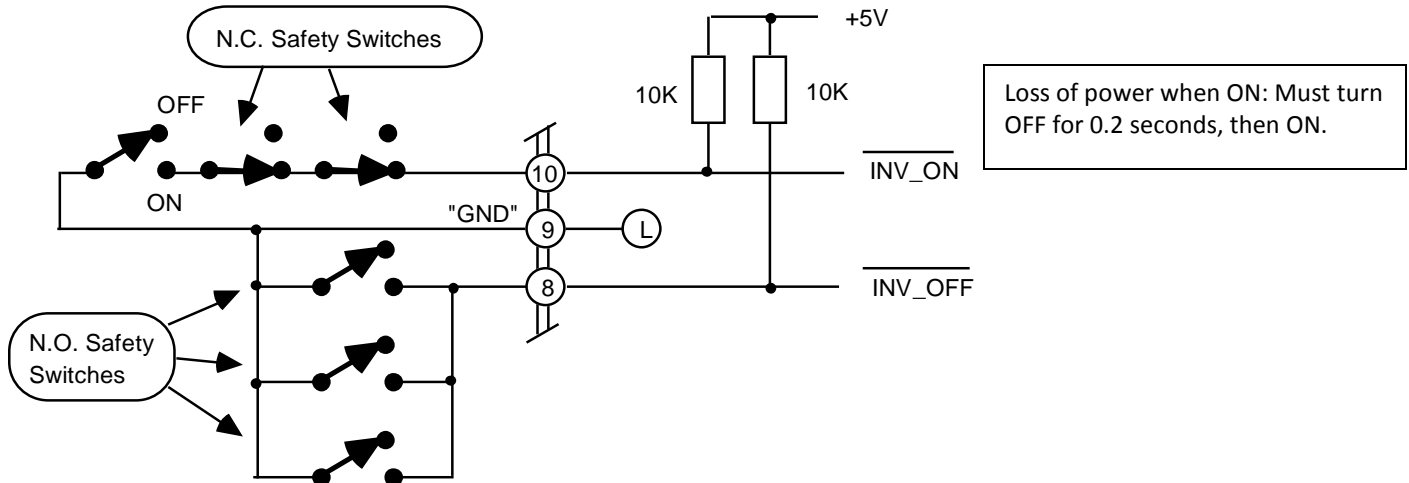 N.C. Safety Switches
+5V
10K
10K
Loss of power when ON: Must turn
OFF for 0.2 seconds, then ON.
OFF
ON
10
INV_ON
"GND"
9
L
8
INV_OFF
N.O. Safety
Switches